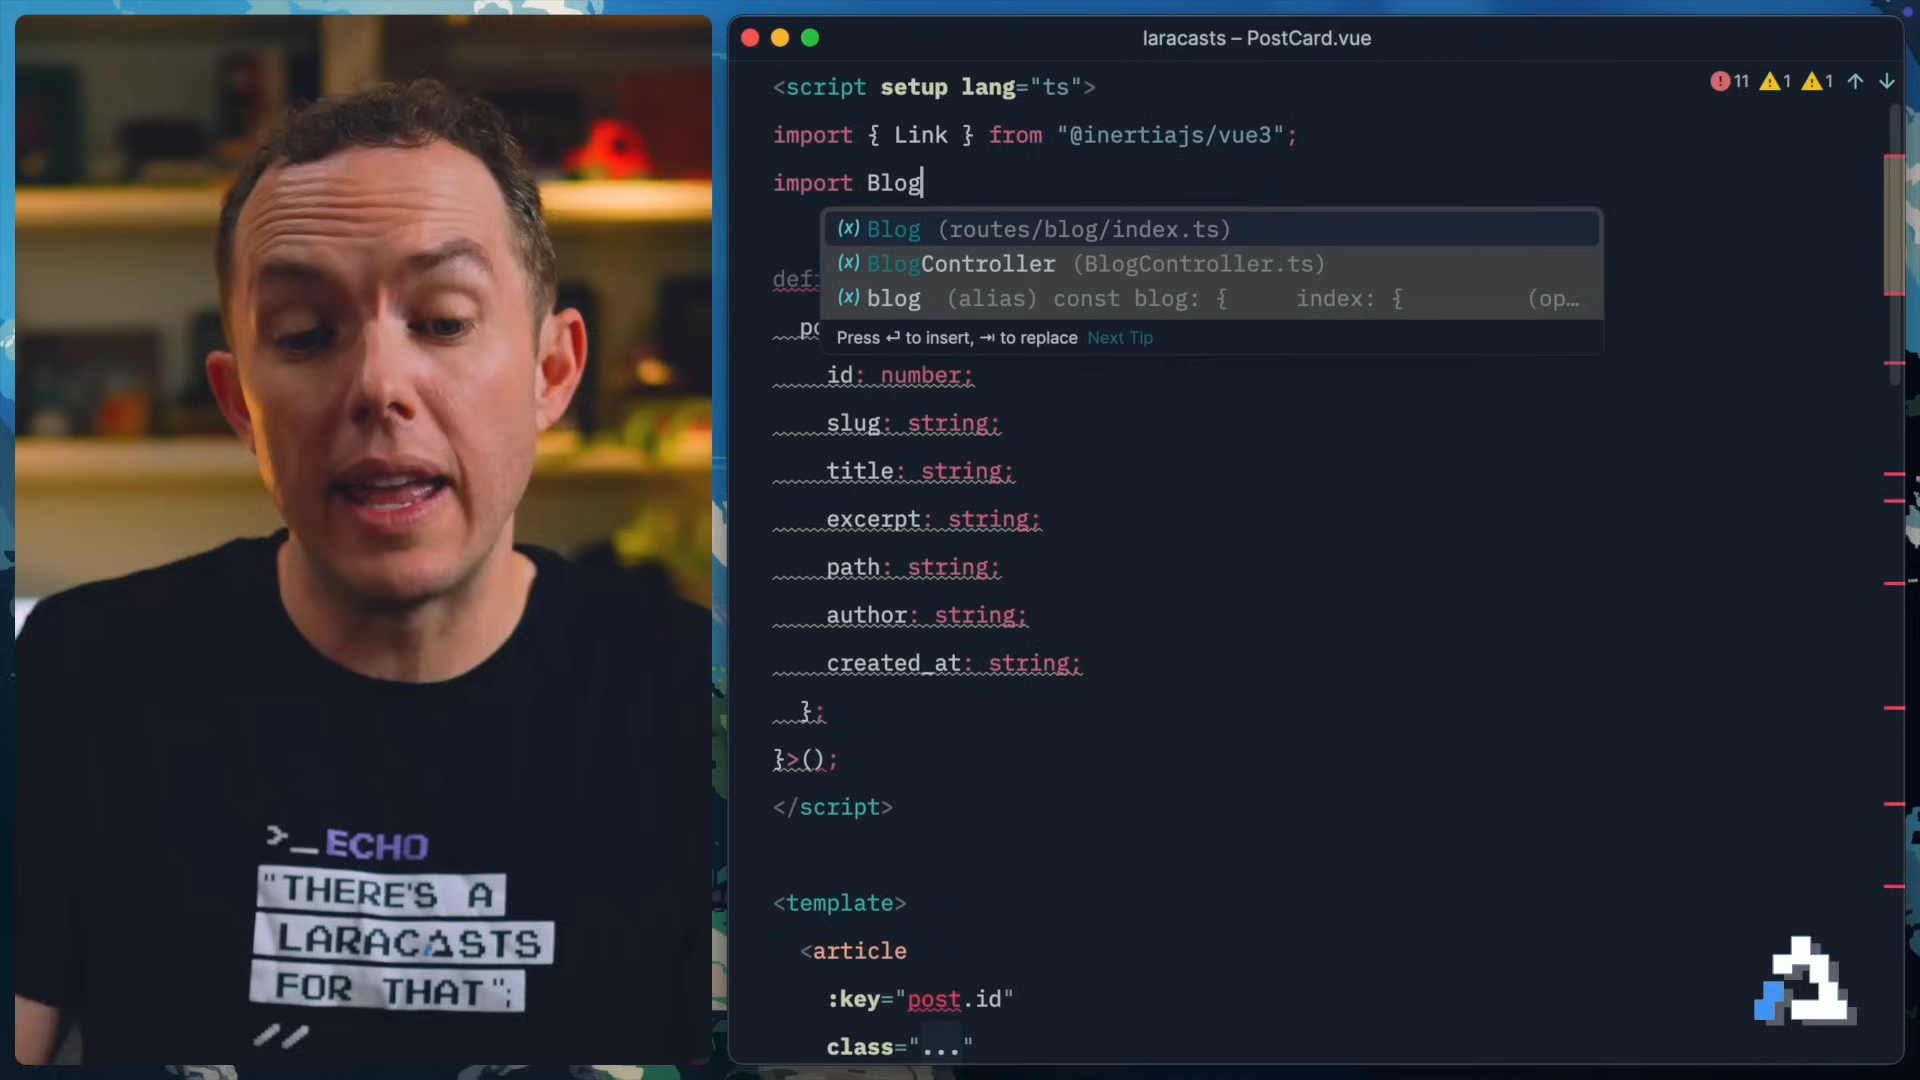 >_ECHO
"THERE'S A
LARACASTS
FOR THAT";
//
laracasts – PostCard.vue
11 1 1
<script setup lang="ts">
import { Link } from "@inertiajs/vue3";
import Blog
(x) Blog (routes/blog/index.ts)
(x) BlogController (BlogController.ts)
(x) blog (alias) const blog: { index: { (op…
Press ⏎ to insert, ⇥ to replace Next Tip
defi
po
id: number;
slug: string;
title: string;
excerpt: string;
path: string;
author: string;
created_at: string;
};
}>();
</script>
<template>
<article
:key="post.id"
class="..."